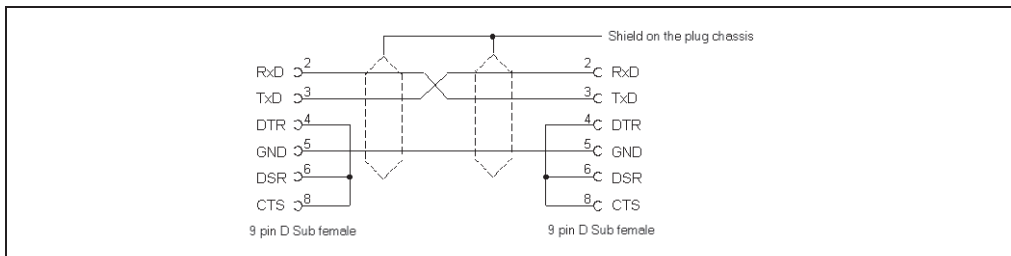 Shield on the plug chassis
RxD 2 2 RxD
TxD 3 3 TxD
DTR 4 4 DTR
GND 5 5 GND
DSR 6 6 DSR
CTS 8 8 CTS
9 pin D Sub female 9 pin D Sub female